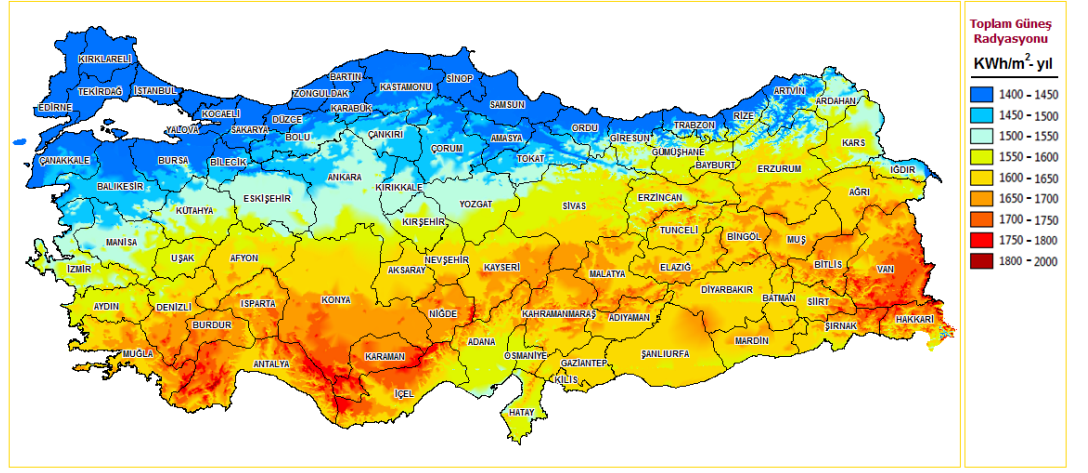 KIRKLARELİ
TEKİRDAĞ
İSTANBUL
EDİRNE
KOCAELİ
YALOVA
SAKARYA
DÜZCE
BOLU
ZONGULDAK
BARTIN
KARABÜK
KASTAMONU
SİNOP
SAMSUN
ÇANKIRI
ÇORUM
AMASYA
TOKAT
ORDU
GİRESUN
TRABZON
RİZE
ARTVİN
ARDAHAN
KARS
GÜMÜŞHANE
BAYBURT
ERZURUM
IĞDIR
AĞRI
ÇANAKKALE
BURSA
BİLECİK
BALIKEŞİR
KÜTAHYA
ESKİŞEHİR
ANKARA
KIRIKKALE
KIRŞEHİR
YOZGAT
SİVAS
ERZİNCAN
TUNCELİ
BİNGÖL
MUŞ
BİTLİS
VAN
MANİSA
İZMİR
UŞAK
AFYON
AKSARAY
NEVŞEHİR
KAYSERİ
MALATYA
ELAZIĞ
DİYARBAKIR
BATMAN
SİİRT
ŞIRNAK
HAKKARİ
AYDIN
DENİZLİ
ISPARTA
BURDUR
KONYA
NİĞDE
KAHRAMANMARAŞ
ADIYAMAN
MARDİN
ŞANLIURFA
MUĞLA
ANTALYA
KARAMAN
İÇEL
ADANA
OSMANİYE
GAZİANTEP
KİLİS
HATAY
Toplam Güneş
Radyasyonu
KWh/m²- yıl
1400 - 1450
1450 - 1500
1500 - 1550
1550 - 1600
1600 - 1650
1650 - 1700
1700 - 1750
1750 - 1800
1800 - 2000